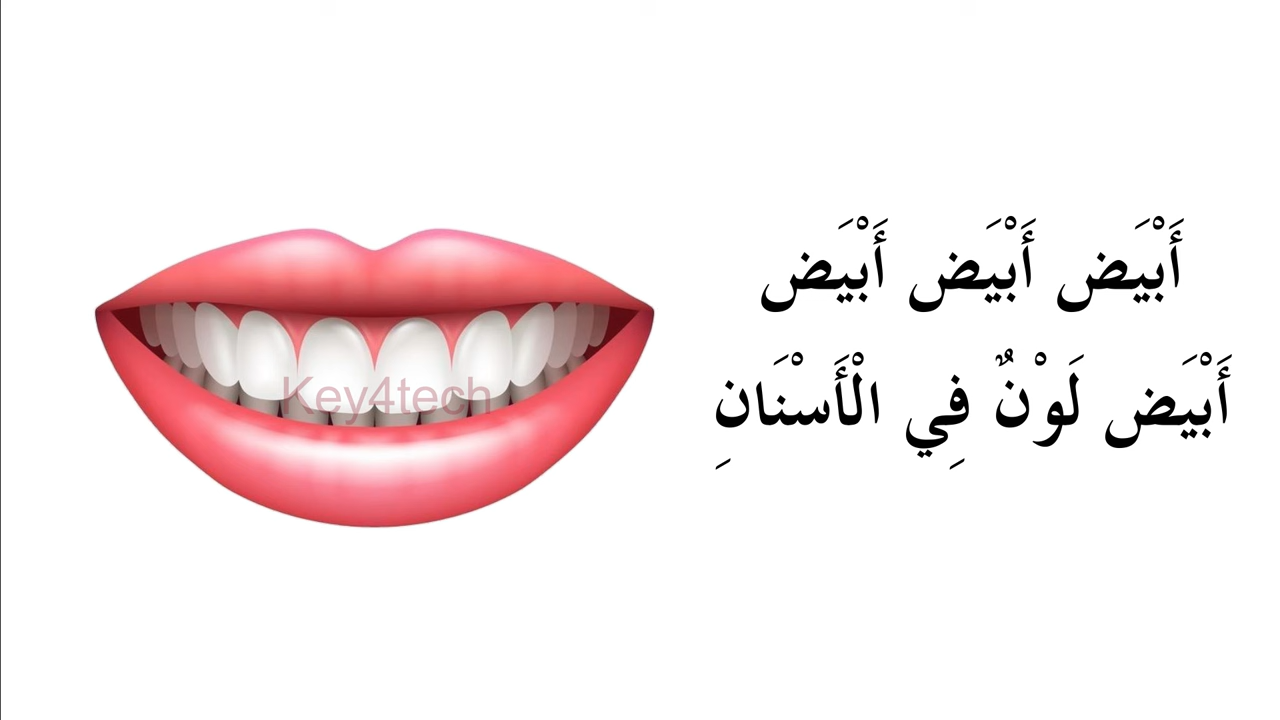 أَبْيَض أَبْيَض أَبْيَض
أَبْيَض لَوْنٌ فِي الْأَسْنَانِ
Key4tech